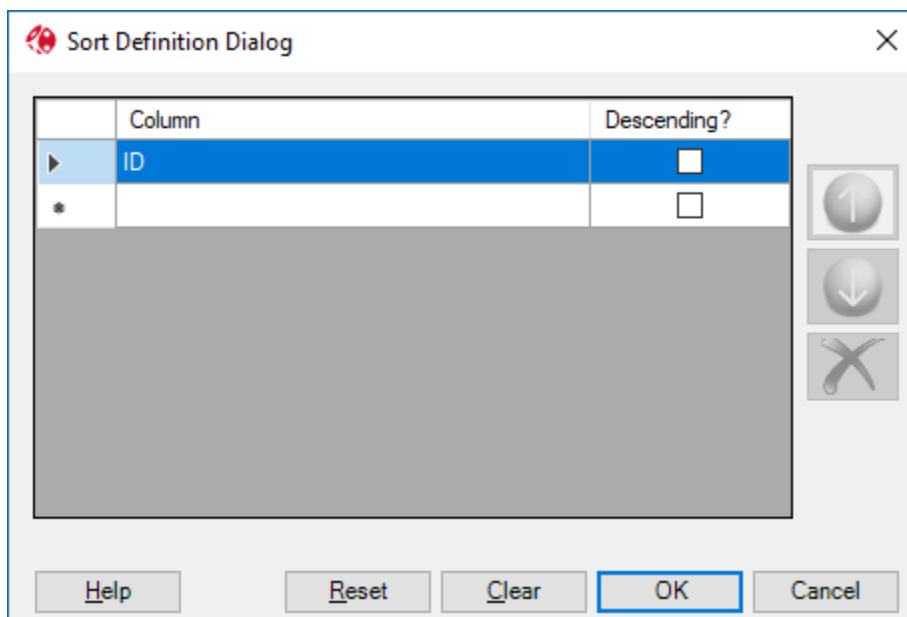 Sort Definition Dialog
Column Descending?
ID
Help Reset Clear OK Cancel